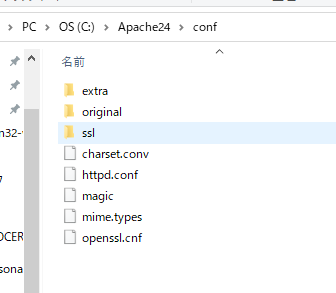 PC > OS (C:) > Apache24 > conf
名前
extra
original
ssl
charset.conv
httpd.conf
magic
mime.types
openssl.cnf